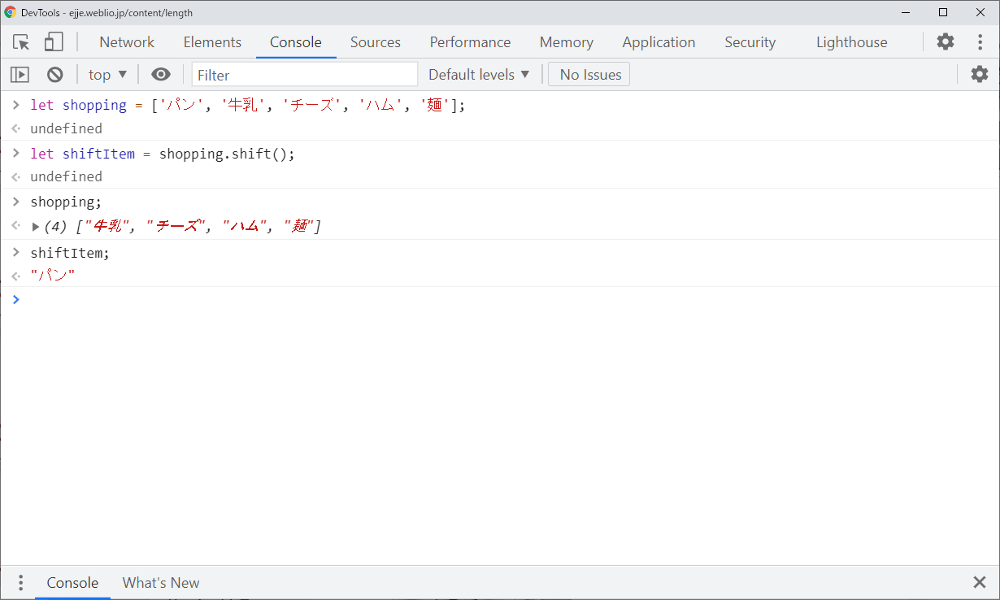 DevTools - ejje.weblio.jp/content/length
Network Elements Console Sources Performance Memory Application Security Lighthouse
top ▼ Filter Default levels ▼ No Issues
> let shopping = ['パン', '牛乳', 'チーズ', 'ハム', '麺'];
undefined
> let shiftItem = shopping.shift();
undefined
> shopping;
▶ (4) ["牛乳", "チーズ", "ハム", "麺"]
> shiftItem;
"パン"
>
Console What's New